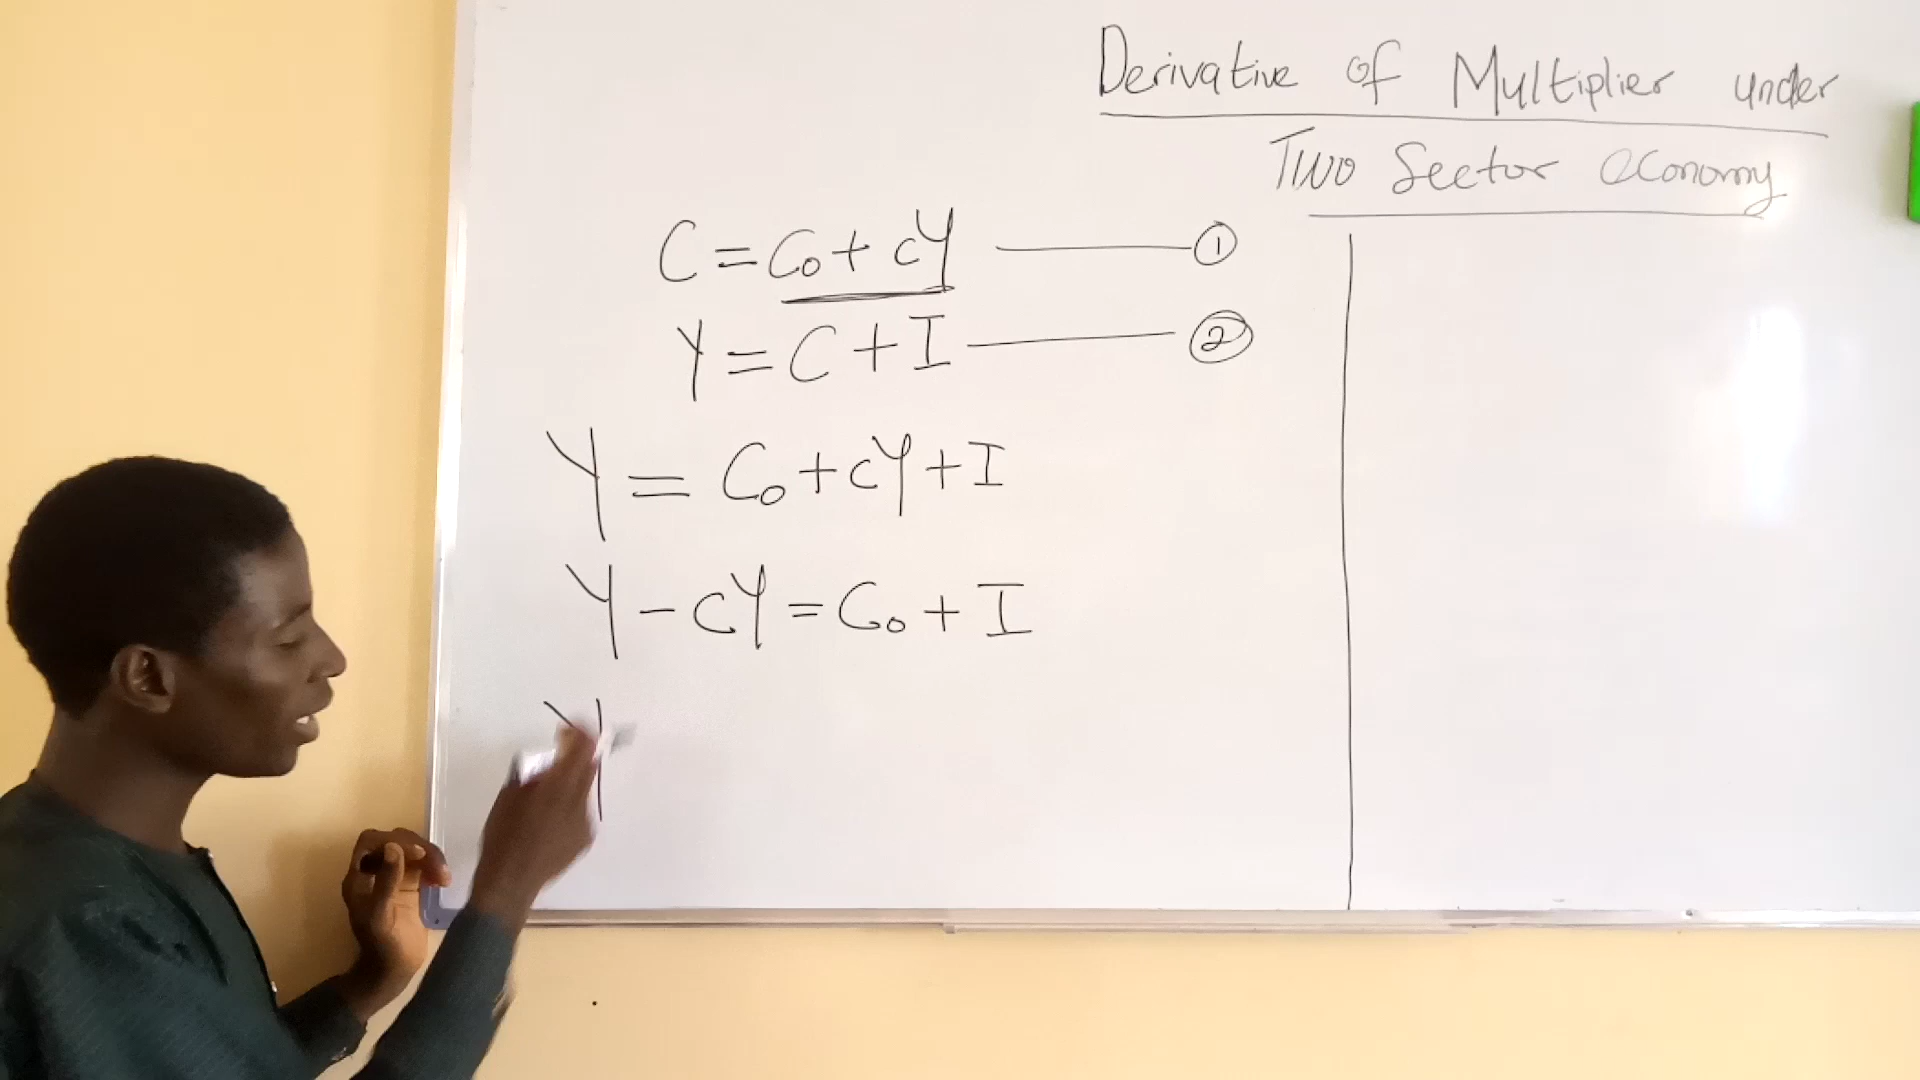 Derivative of Multiplier under
Two Sector economy
C = C₀ + cY ——— ①
Y = C + I ——— ②
Y = C₀ + cY + I
Y - cY = C₀ + I
Y